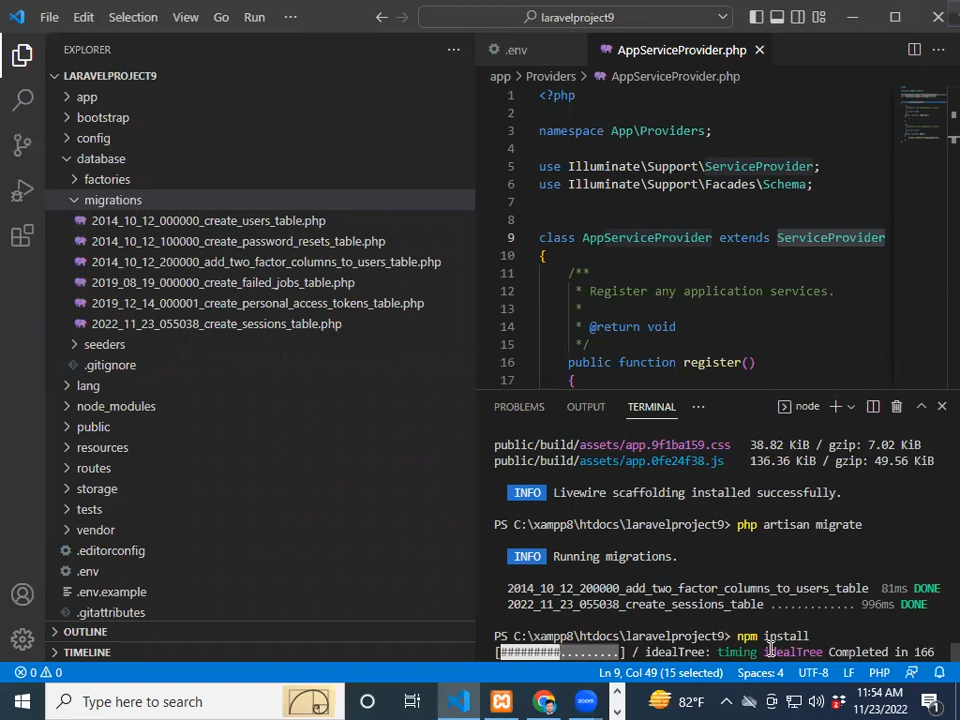 File Edit Selection View Go Run ··· laravelproject9
EXPLORER ···
LARAVELPROJECT9
app
bootstrap
config
database
factories
migrations
2014_10_12_000000_create_users_table.php
2014_10_12_100000_create_password_resets_table.php
2014_10_12_200000_add_two_factor_columns_to_users_table.php
2019_08_19_000000_create_failed_jobs_table.php
2019_12_14_000001_create_personal_access_tokens_table.php
2022_11_23_055038_create_sessions_table.php
seeders
.gitignore
lang
node_modules
public
resources
routes
storage
tests
vendor
.editorconfig
.env
.env.example
.gitattributes
OUTLINE
TIMELINE
.env AppServiceProvider.php
app > Providers > AppServiceProvider.php
1 <?php
2
3 namespace App\Providers;
4
5 use Illuminate\Support\ServiceProvider;
6 use Illuminate\Support\Facades\Schema;
7
8
9 class AppServiceProvider extends ServiceProvider
10 {
11 /**
12 * Register any application services.
13 *
14 * @return void
15 */
16 public function register()
17 {
PROBLEMS OUTPUT TERMINAL ··· node
public/build/assets/app.9f1ba159.css 38.82 KiB / gzip: 7.02 KiB
public/build/assets/app.0fe24f38.js 136.36 KiB / gzip: 49.56 KiB
INFO Livewire scaffolding installed successfully.
PS C:\xampp8\htdocs\laravelproject9> php artisan migrate
INFO Running migrations.
2014_10_12_200000_add_two_factor_columns_to_users_table 81ms DONE
2022_11_23_055038_create_sessions_table ............. 996ms DONE
PS C:\xampp8\htdocs\laravelproject9> npm install
[#########.........] / idealTree: timing idealTree Completed in 166
0 0 Ln 9, Col 49 (15 selected) Spaces: 4 UTF-8 LF PHP
Type here to search 82°F 2 11:54 AM
11/23/2022 1